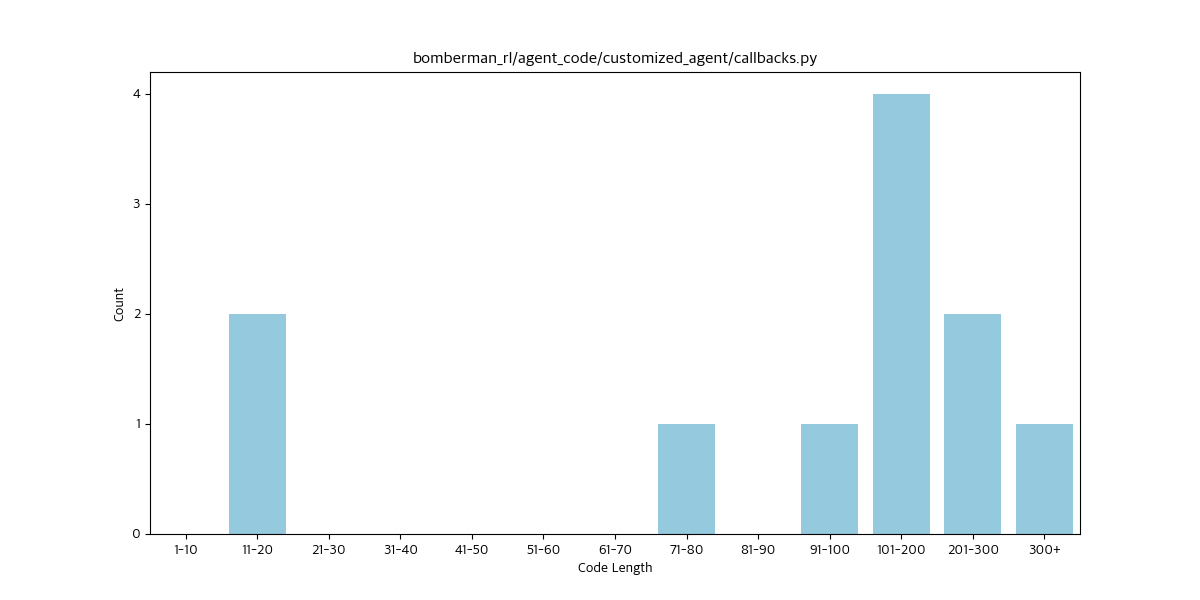 bomberman_rl/agent_code/customized_agent/callbacks.py
4
3
2
1
0
Count
1-10 11-20 21-30 31-40 41-50 51-60 61-70 71-80 81-90 91-100 101-200 201-300 300+
Code Length